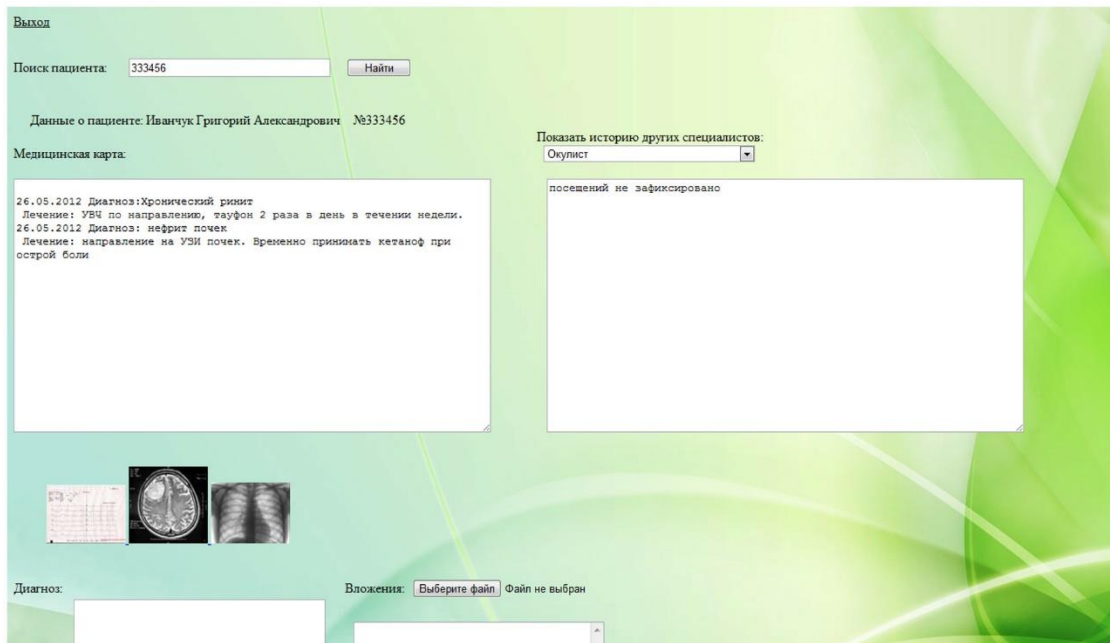 Выход
Поиск пациента: 333456 Найти
Данные о пациенте: Иванчук Григорий Александрович №333456
Показать историю других специалистов:
Медицинская карта: Окулист
26.05.2012 Диагноз:Хронический ринит
Лечение: УВЧ по направлению, тауфон 2 раза в день в течении недели.
26.05.2012 Диагноз: нефрит почек
Лечение: направление на УЗИ почек. Временно принимать кетаноф при
острой боли
посещений не зафиксировано
Диагноз: Вложения: Выберите файл Файл не выбран